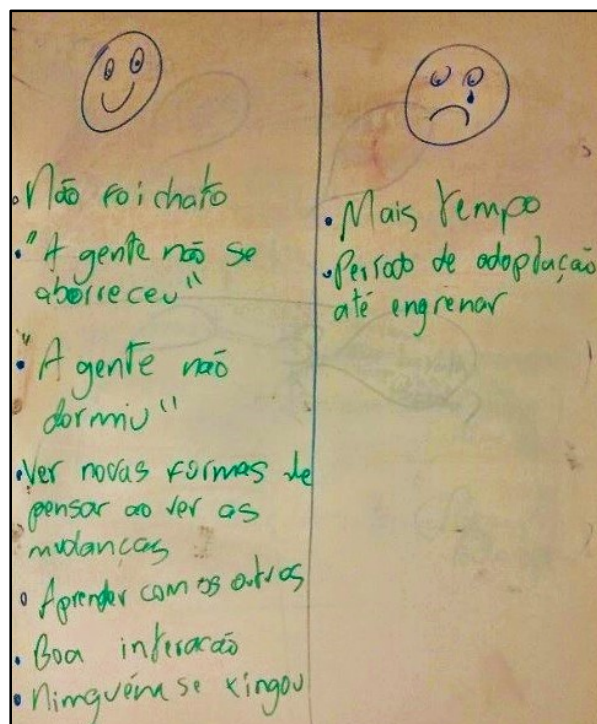 • Não foi chato
• "A gente não se
aborreceu"
• "A gente não
dormiu"
• Ver novas formas de
pensar ao ver as
mudanças
• Aprender com os outros
• Boa interacão
• Ninguém se xingou
• Mais tempo
• Período de adaptação
até engrenar